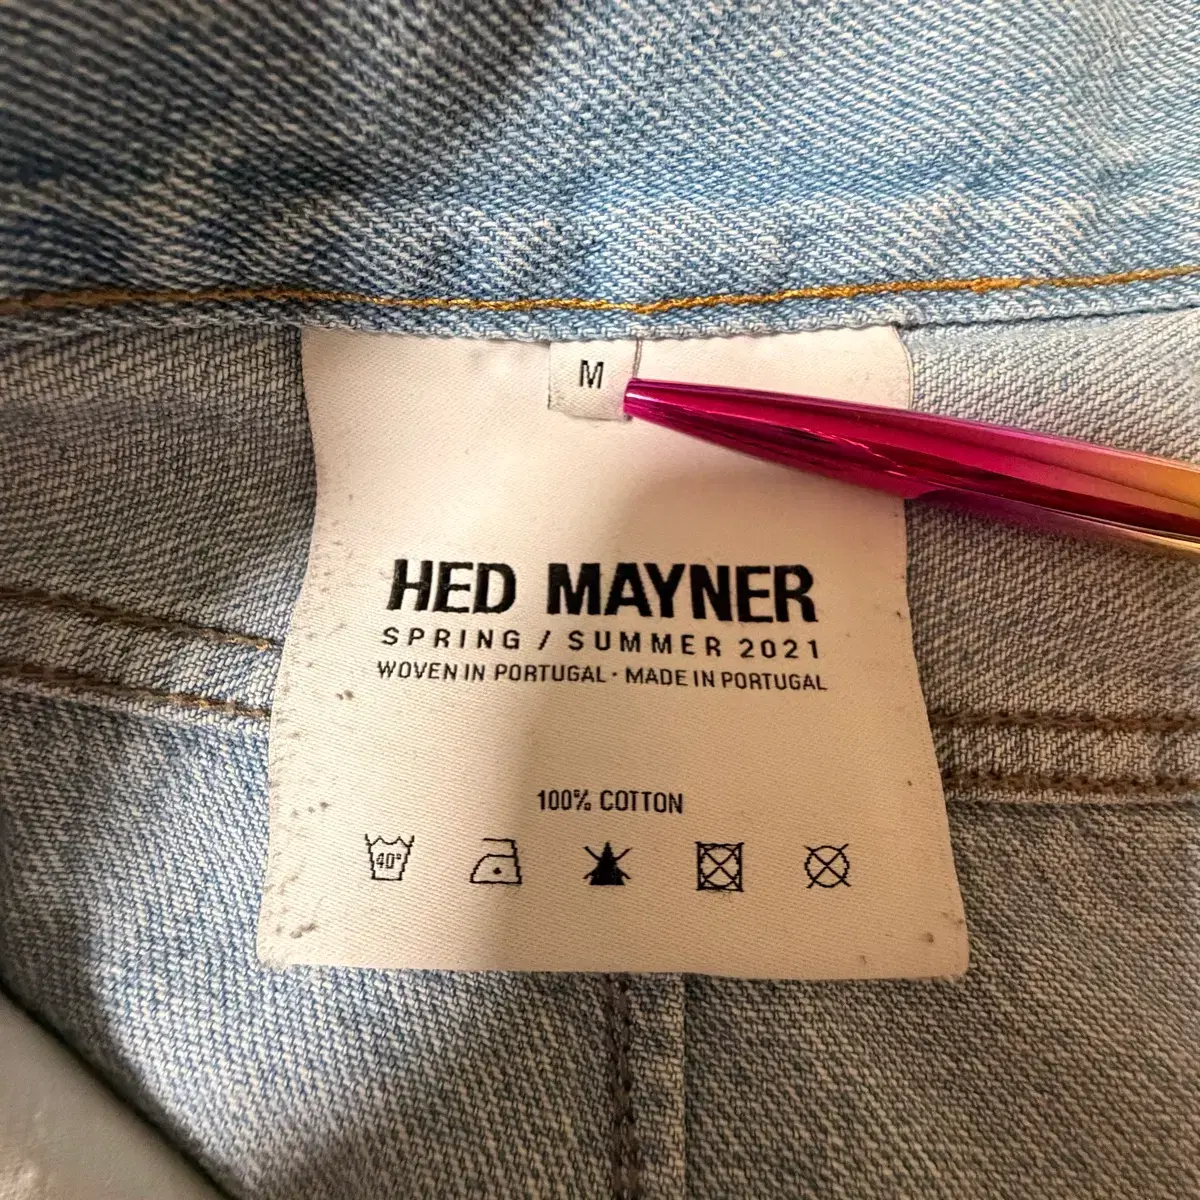 M
HED MAYNER
SPRING / SUMMER 2021
WOVEN IN PORTUGAL · MADE IN PORTUGAL
100% COTTON
40°